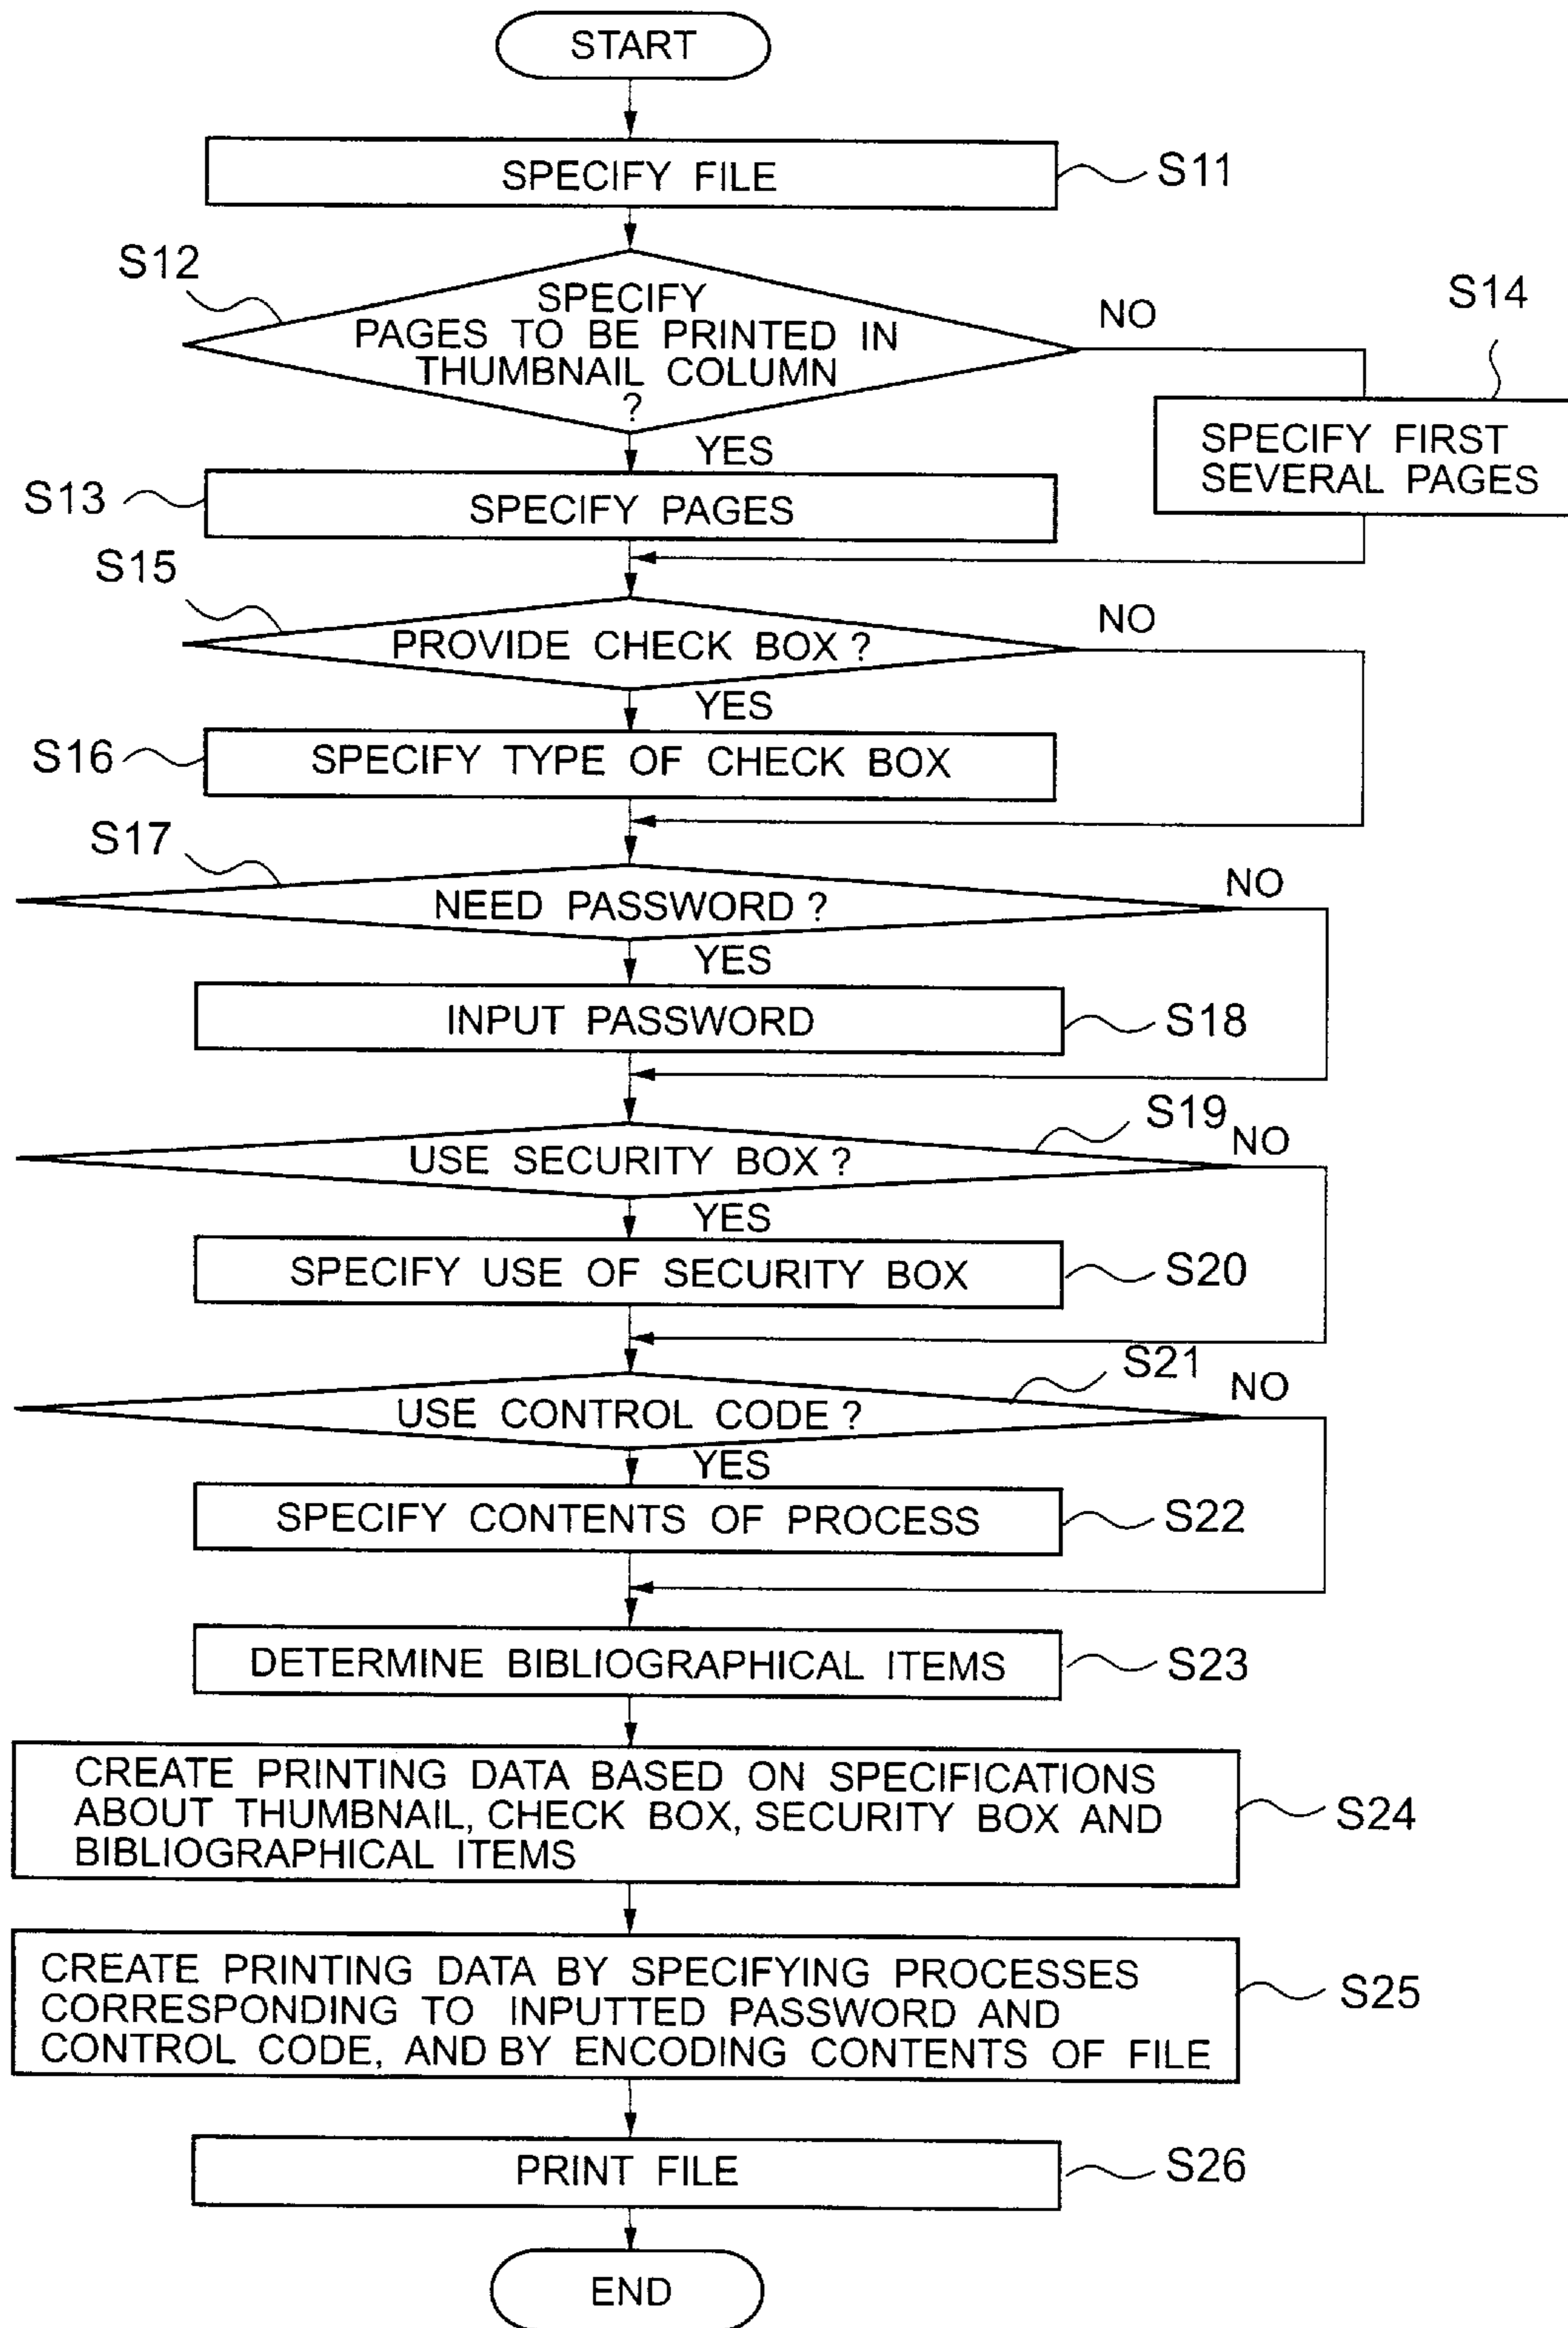 START
SPECIFY FILE
S11
S12
SPECIFY
PAGES TO BE PRINTED IN
THUMBNAIL COLUMN
?
NO
S14
SPECIFY FIRST
SEVERAL PAGES
YES
S13
SPECIFY PAGES
S15
PROVIDE CHECK BOX ?
NO
YES
S16
SPECIFY TYPE OF CHECK BOX
S17
NEED PASSWORD ?
NO
YES
INPUT PASSWORD
S18
S19
USE SECURITY BOX ?
NO
YES
SPECIFY USE OF SECURITY BOX
S20
S21
USE CONTROL CODE ?
NO
YES
SPECIFY CONTENTS OF PROCESS
S22
DETERMINE BIBLIOGRAPHICAL ITEMS
S23
CREATE PRINTING DATA BASED ON SPECIFICATIONS
ABOUT THUMBNAIL, CHECK BOX, SECURITY BOX AND
BIBLIOGRAPHICAL ITEMS
S24
CREATE PRINTING DATA BY SPECIFYING PROCESSES
CORRESPONDING TO INPUTTED PASSWORD AND
CONTROL CODE, AND BY ENCODING CONTENTS OF FILE
S25
PRINT FILE
S26
END